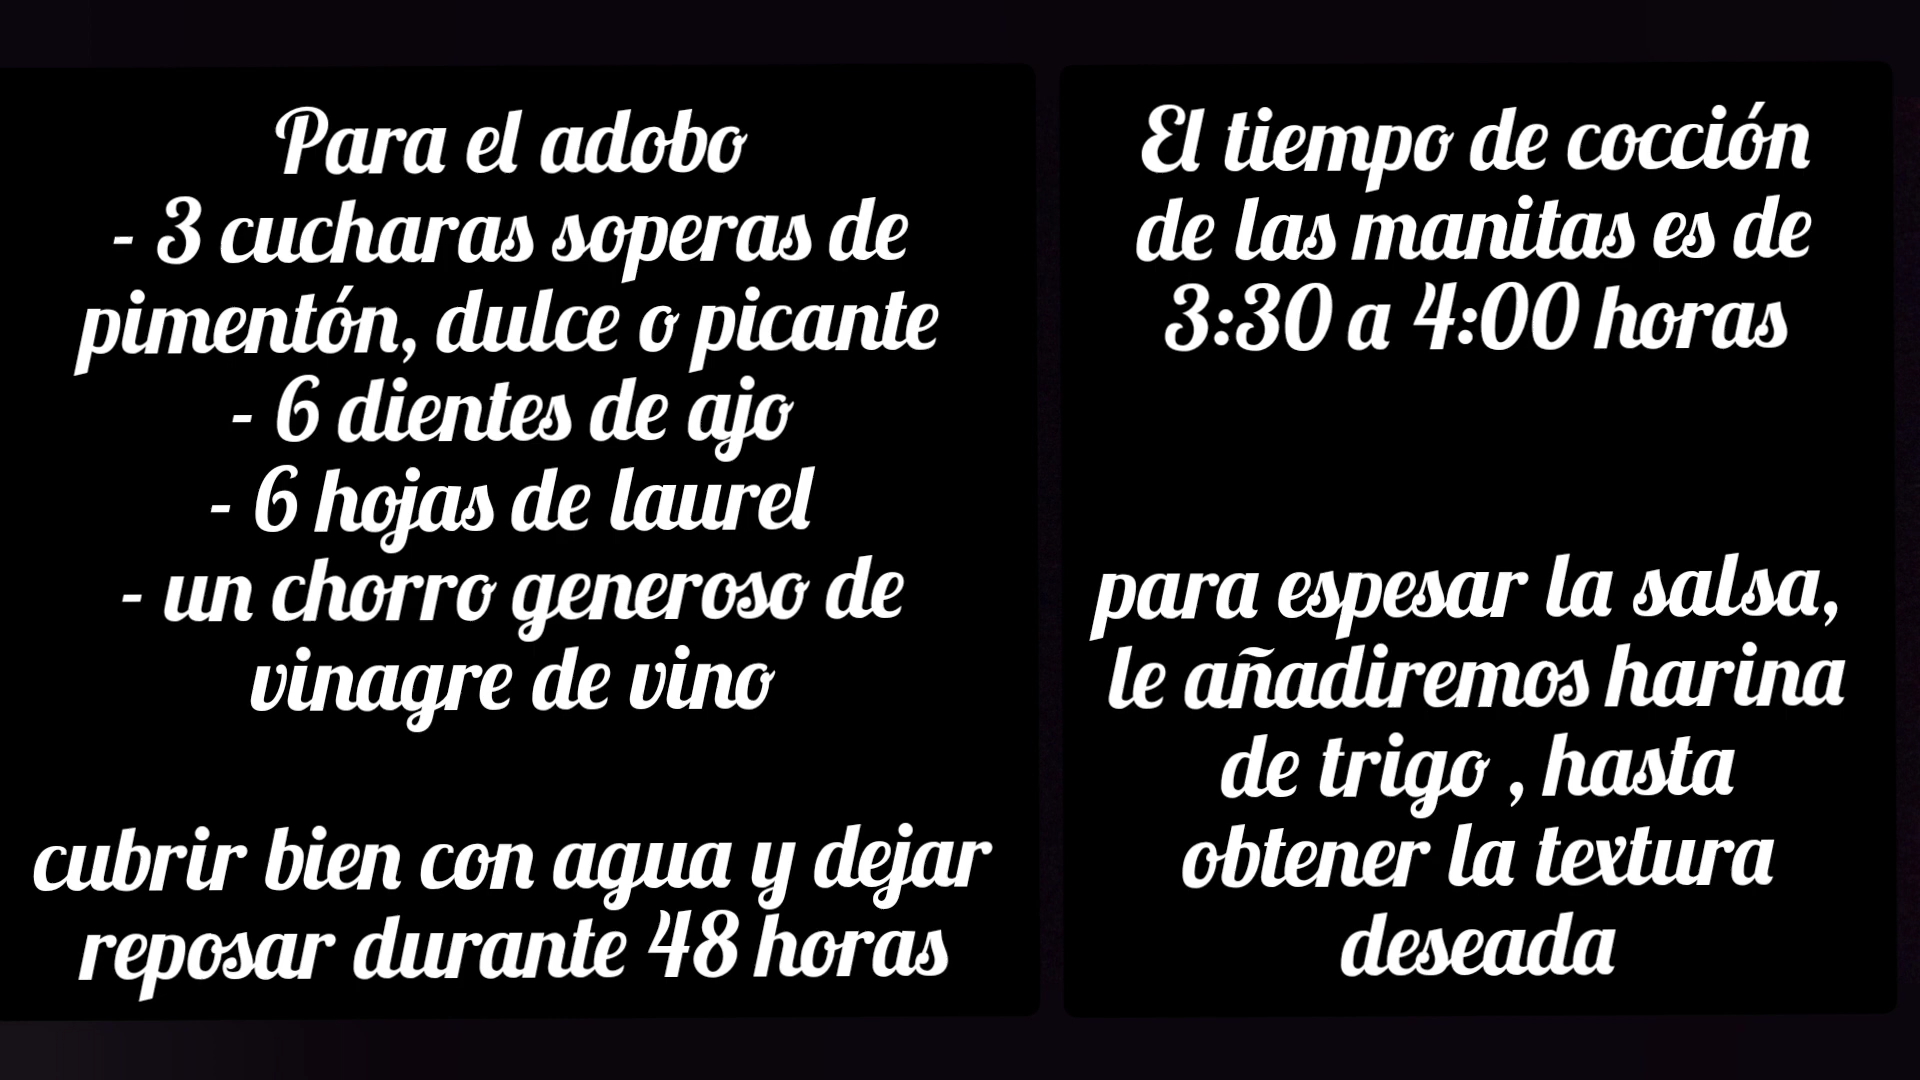 Para el adobo
- 3 cucharas soperas de
pimentón, dulce o picante
- 6 dientes de ajo
- 6 hojas de laurel
- un chorro generoso de
vinagre de vino
cubrir bien con agua y dejar
reposar durante 48 horas
El tiempo de cocción
de las manitas es de
3:30 a 4:00 horas
para espesar la salsa,
le añadiremos harina
de trigo , hasta
obtener la textura
deseada